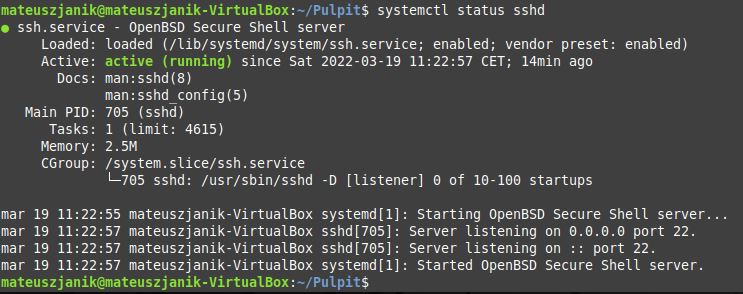 mateuszjanik@mateuszjanik-VirtualBox:~/Pulpit$ systemctl status sshd
● ssh.service - OpenBSD Secure Shell server
Loaded: loaded (/lib/systemd/system/ssh.service; enabled; vendor preset: enabled)
Active: active (running) since Sat 2022-03-19 11:22:57 CET; 14min ago
Docs: man:sshd(8)
man:sshd_config(5)
Main PID: 705 (sshd)
Tasks: 1 (limit: 4615)
Memory: 2.5M
CGroup: /system.slice/ssh.service
└─705 sshd: /usr/sbin/sshd -D [listener] 0 of 10-100 startups
mar 19 11:22:55 mateuszjanik-VirtualBox systemd[1]: Starting OpenBSD Secure Shell server...
mar 19 11:22:57 mateuszjanik-VirtualBox sshd[705]: Server listening on 0.0.0.0 port 22.
mar 19 11:22:57 mateuszjanik-VirtualBox sshd[705]: Server listening on :: port 22.
mar 19 11:22:57 mateuszjanik-VirtualBox systemd[1]: Started OpenBSD Secure Shell server.
mateuszjanik@mateuszjanik-VirtualBox:~/Pulpit$